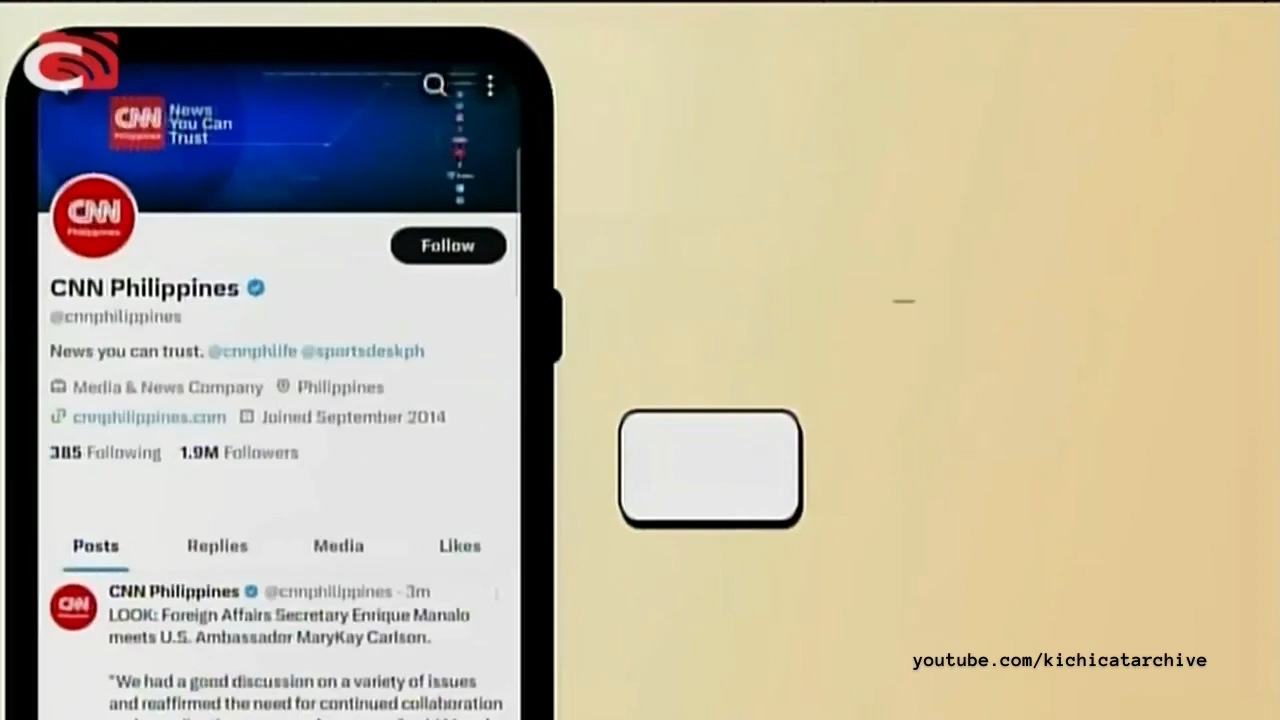 CNN
Philippines
News
You Can
Trust
CNN
Philippines
Follow
CNN Philippines
@cnnphilippines
News you can trust. @cnnphlife @sportsdeskph
Media & News Company Philippines
cnnphilippines.com Joined September 2014
385 Following 1.9M Followers
Posts Replies Media Likes
CNN
CNN Philippines @cnnphilippines · 3m
LOOK: Foreign Affairs Secretary Enrique Manalo
meets U.S. Ambassador MaryKay Carlson.
"We had a good discussion on a variety of issues
and reaffirmed the need for continued collaboration
youtube.com/kichicatarchive